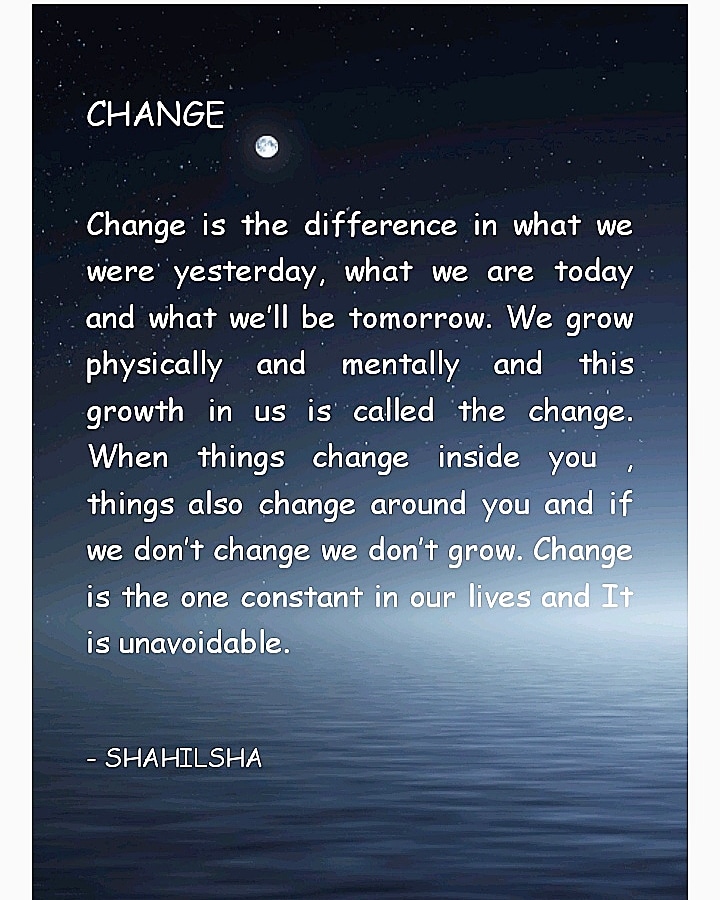 CHANGE
Change is the difference in what we
were yesterday, what we are today
and what we'll be tomorrow. We grow
physically and mentally and this
growth in us is called the change.
When things change inside you ,
things also change around you and if
we don't change we don't grow. Change
is the one constant in our lives and It
is unavoidable.
- SHAHILSHA